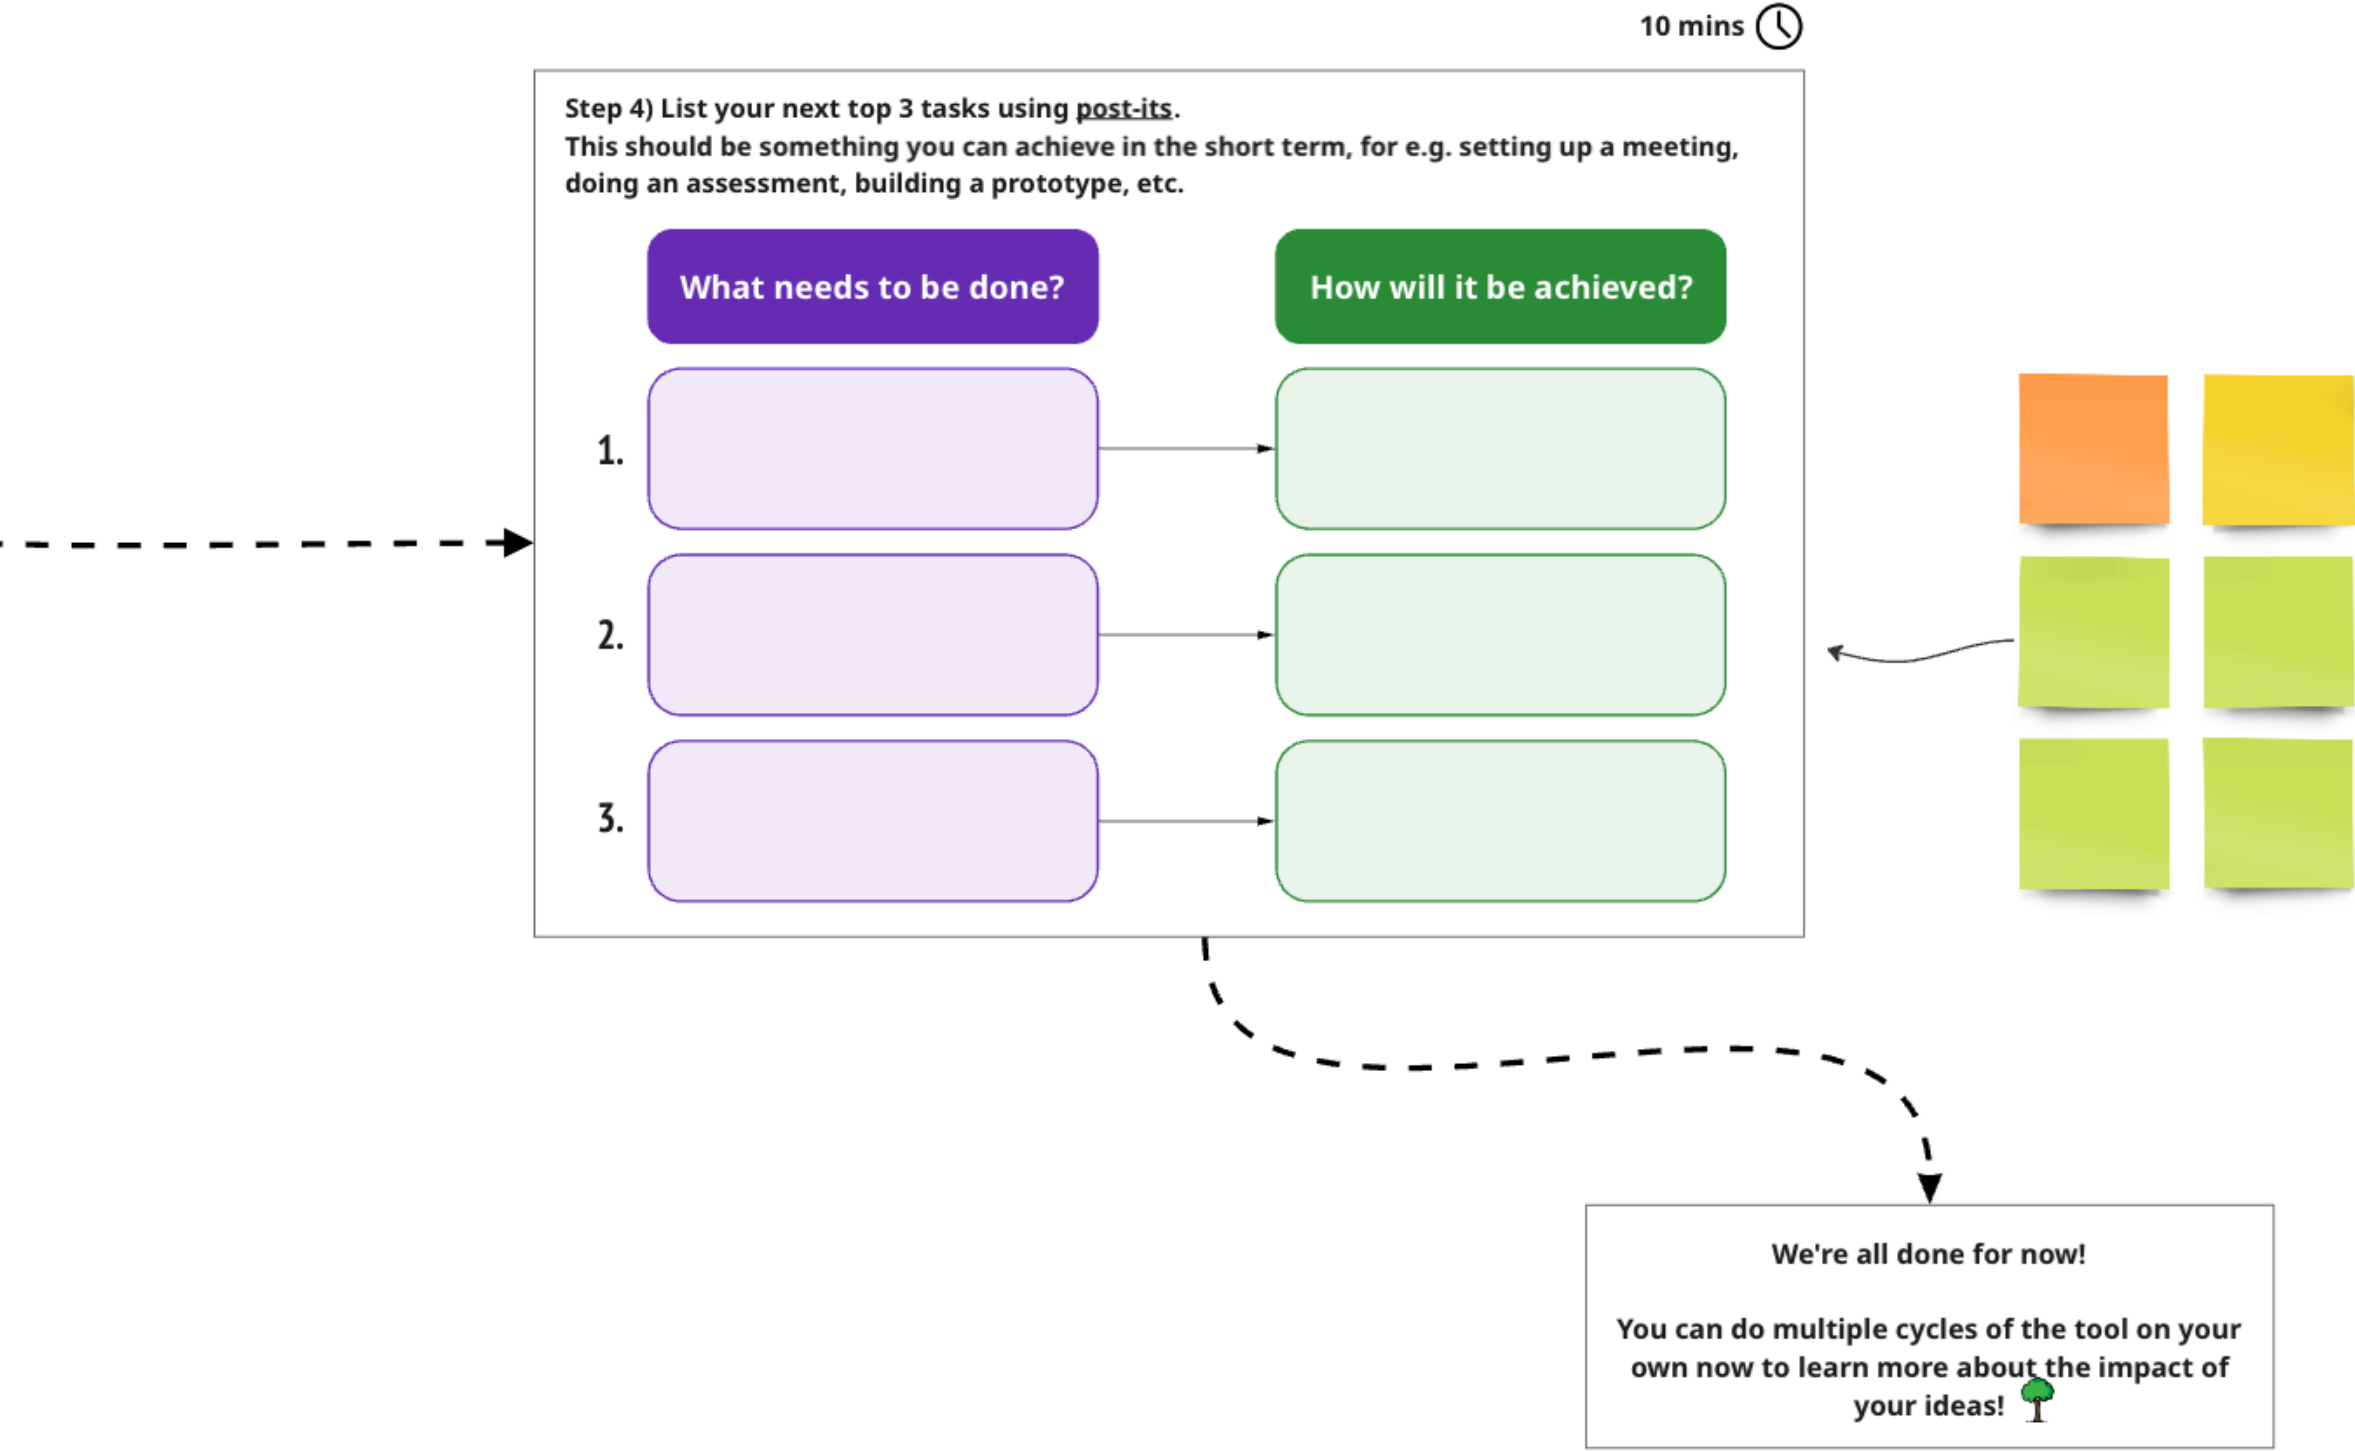 10 mins
Step 4) List your next top 3 tasks using post-its.
This should be something you can achieve in the short term, for e.g. setting up a meeting,
doing an assessment, building a prototype, etc.
What needs to be done?
How will it be achieved?
1.
2.
3.
We're all done for now!
You can do multiple cycles of the tool on your
own now to learn more about the impact of
your ideas!